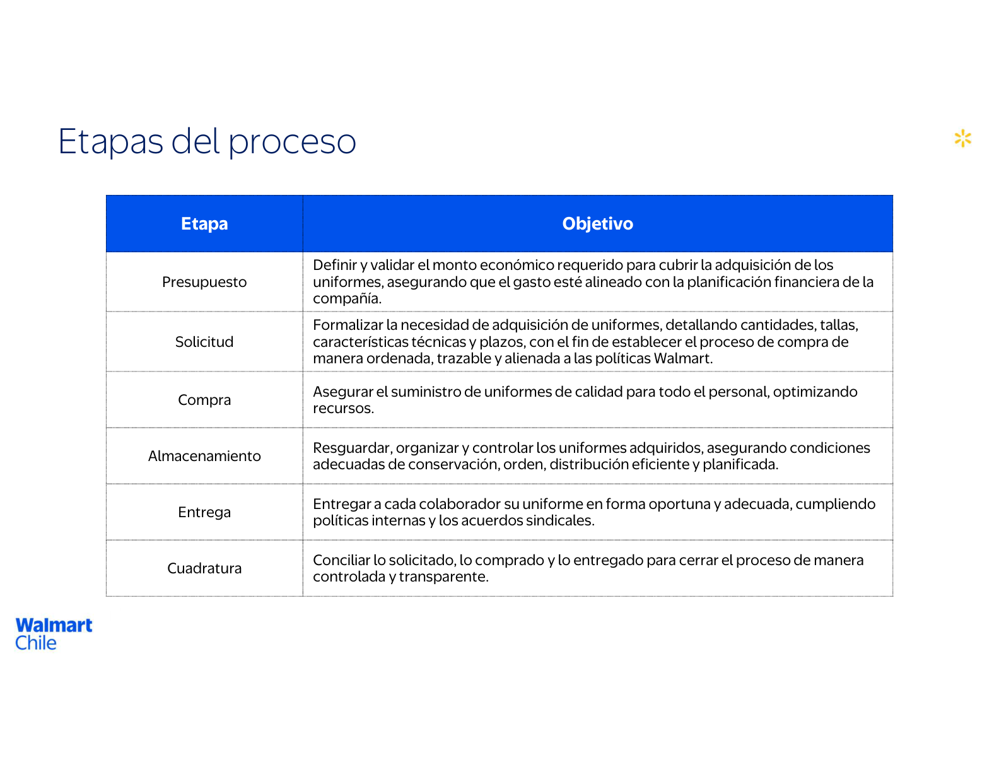 Etapas del proceso
Etapa
Objetivo
Presupuesto
Definir y validar el monto económico requerido para cubrir la adquisición de los
uniformes, asegurando que el gasto esté alineado con la planificación financiera de la
compañía.
Solicitud
Formalizar la necesidad de adquisición de uniformes, detallando cantidades, tallas,
características técnicas y plazos, con el fin de establecer el proceso de compra de
manera ordenada, trazable y alienada a las políticas Walmart.
Compra
Asegurar el suministro de uniformes de calidad para todo el personal, optimizando
recursos.
Almacenamiento
Resguardar, organizar y controlar los uniformes adquiridos, asegurando condiciones
adecuadas de conservación, orden, distribución eficiente y planificada.
Entrega
Entregar a cada colaborador su uniforme en forma oportuna y adecuada, cumpliendo
políticas internas y los acuerdos sindicales.
Cuadratura
Conciliar lo solicitado, lo comprado y lo entregado para cerrar el proceso de manera
controlada y transparente.
Walmart
Chile